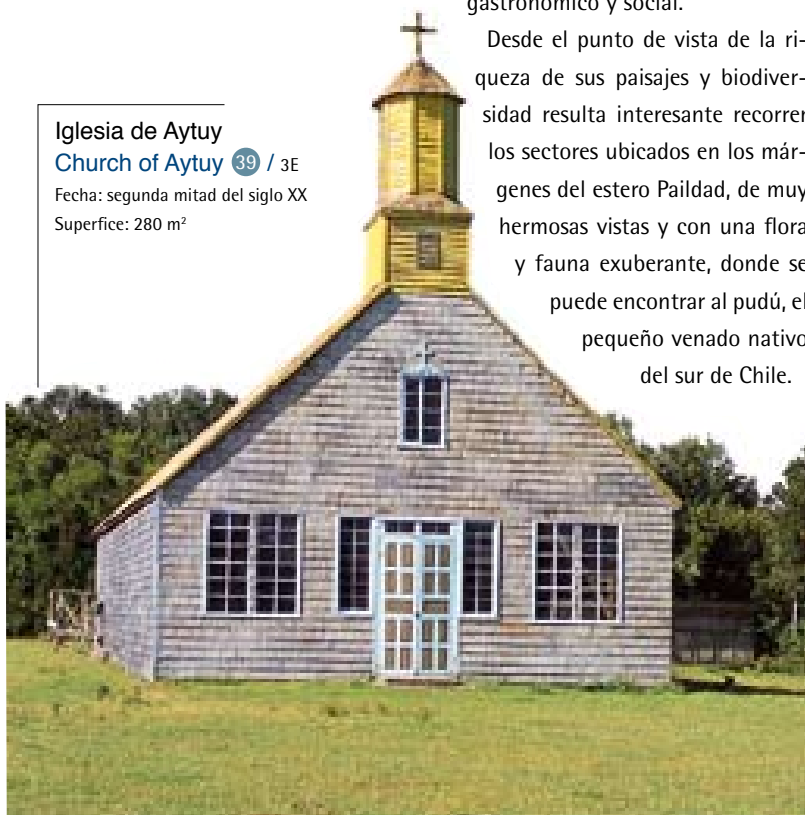 gastronómico y social.
Desde el punto de vista de la ri-
queza de sus paisajes y biodiver-
sidad resulta interesante recorrer
los sectores ubicados en los már-
genes del estero Paildad, de muy
hermosas vistas y con una flora
y fauna exuberante, donde se
puede encontrar al pudú, el
pequeño venado nativo
del sur de Chile.
Iglesia de Aytuy
Church of Aytuy 39 / 3E
Fecha: segunda mitad del siglo XX
Superfice: 280 m²